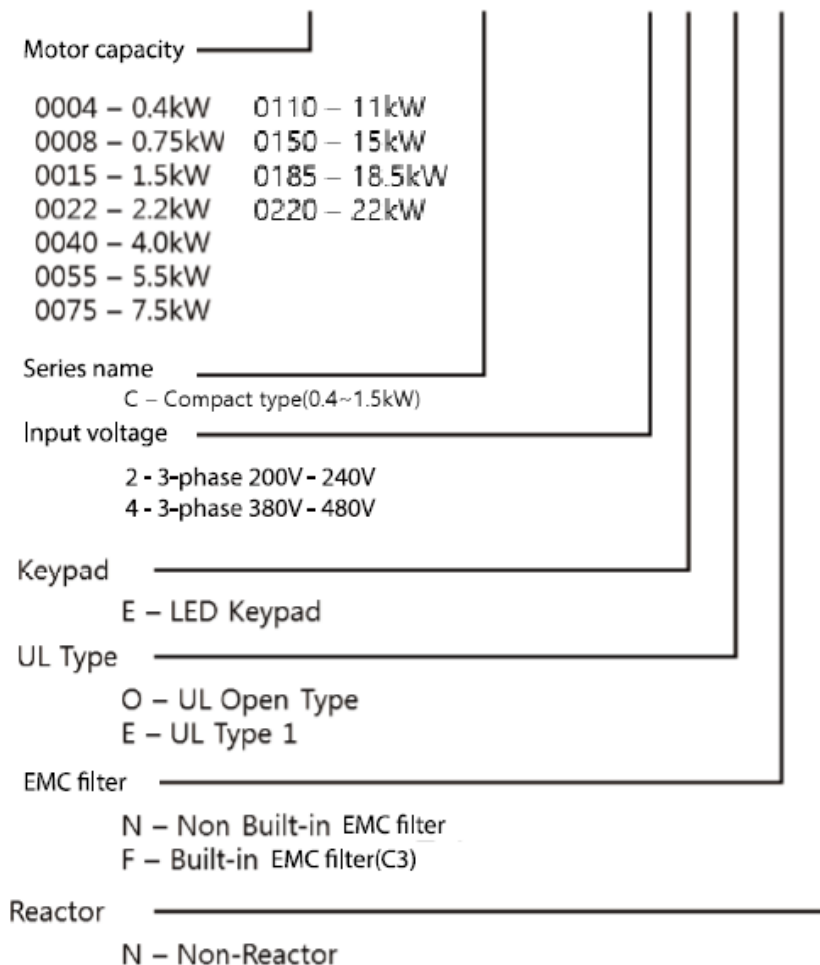 Motor capacity
0004 – 0.4kW 0110 – 11kW
0008 – 0.75kW 0150 – 15kW
0015 – 1.5kW 0185 – 18.5kW
0022 – 2.2kW 0220 – 22kW
0040 – 4.0kW
0055 – 5.5kW
0075 – 7.5kW
Series name
C – Compact type(0.4~1.5kW)
Input voltage
2 - 3-phase 200V - 240V
4 - 3-phase 380V - 480V
Keypad
E – LED Keypad
UL Type
O – UL Open Type
E – UL Type 1
EMC filter
N – Non Built-in EMC filter
F – Built-in EMC filter(C3)
Reactor
N – Non-Reactor